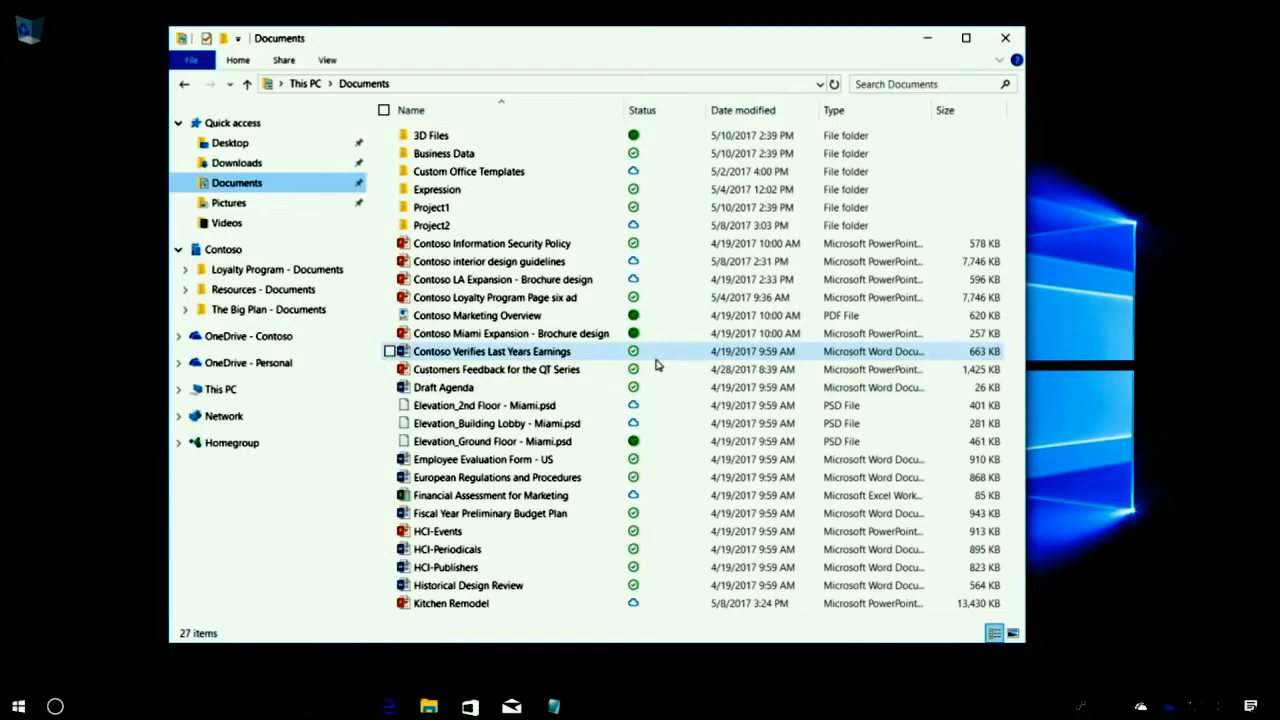 Documents
File Home Share View
This PC Documents Search Documents
Name Status Date modified Type Size
Quick access
Desktop
Downloads
Documents
Pictures
Videos
Contoso
Loyalty Program - Documents
Resources - Documents
The Big Plan - Documents
OneDrive - Contoso
OneDrive - Personal
This PC
Network
Homegroup
3D Files 5/10/2017 2:39 PM File folder
Business Data 5/10/2017 2:39 PM File folder
Custom Office Templates 5/2/2017 4:00 PM File folder
Expression 5/4/2017 12:02 PM File folder
Project1 5/10/2017 2:39 PM File folder
Project2 5/8/2017 3:03 PM File folder
Contoso Information Security Policy 4/19/2017 10:00 AM Microsoft PowerPoint... 578 KB
Contoso interior design guidelines 5/8/2017 2:31 PM Microsoft PowerPoint... 7,746 KB
Contoso LA Expansion - Brochure design 4/19/2017 2:33 PM Microsoft PowerPoint... 596 KB
Contoso Loyalty Program Page six ad 5/4/2017 9:36 AM Microsoft PowerPoint... 7,746 KB
Contoso Marketing Overview 4/19/2017 10:00 AM PDF File 620 KB
Contoso Miami Expansion - Brochure design 4/19/2017 10:00 AM Microsoft PowerPoint... 257 KB
Contoso Verifies Last Years Earnings 4/19/2017 9:59 AM Microsoft Word Docu... 663 KB
Customers Feedback for the QT Series 4/28/2017 8:39 AM Microsoft PowerPoint... 1,425 KB
Draft Agenda 4/19/2017 9:59 AM Microsoft Word Docu... 26 KB
Elevation_2nd Floor - Miami.psd 4/19/2017 9:59 AM PSD File 401 KB
Elevation_Building Lobby - Miami.psd 4/19/2017 9:59 AM PSD File 281 KB
Elevation_Ground Floor - Miami.psd 4/19/2017 9:59 AM PSD File 461 KB
Employee Evaluation Form - US 4/19/2017 9:59 AM Microsoft Word Docu... 910 KB
European Regulations and Procedures 4/19/2017 9:59 AM Microsoft Word Docu... 868 KB
Financial Assessment for Marketing 4/19/2017 9:59 AM Microsoft Excel Work... 85 KB
Fiscal Year Preliminary Budget Plan 4/19/2017 9:59 AM Microsoft Word Docu... 943 KB
HCI-Events 4/19/2017 9:59 AM Microsoft PowerPoint... 913 KB
HCI-Periodicals 4/19/2017 9:59 AM Microsoft Word Docu... 895 KB
HCI-Publishers 4/19/2017 9:59 AM Microsoft Word Docu... 823 KB
Historical Design Review 4/19/2017 9:59 AM Microsoft Word Docu... 564 KB
Kitchen Remodel 5/8/2017 3:24 PM Microsoft PowerPoint... 13,430 KB
27 items